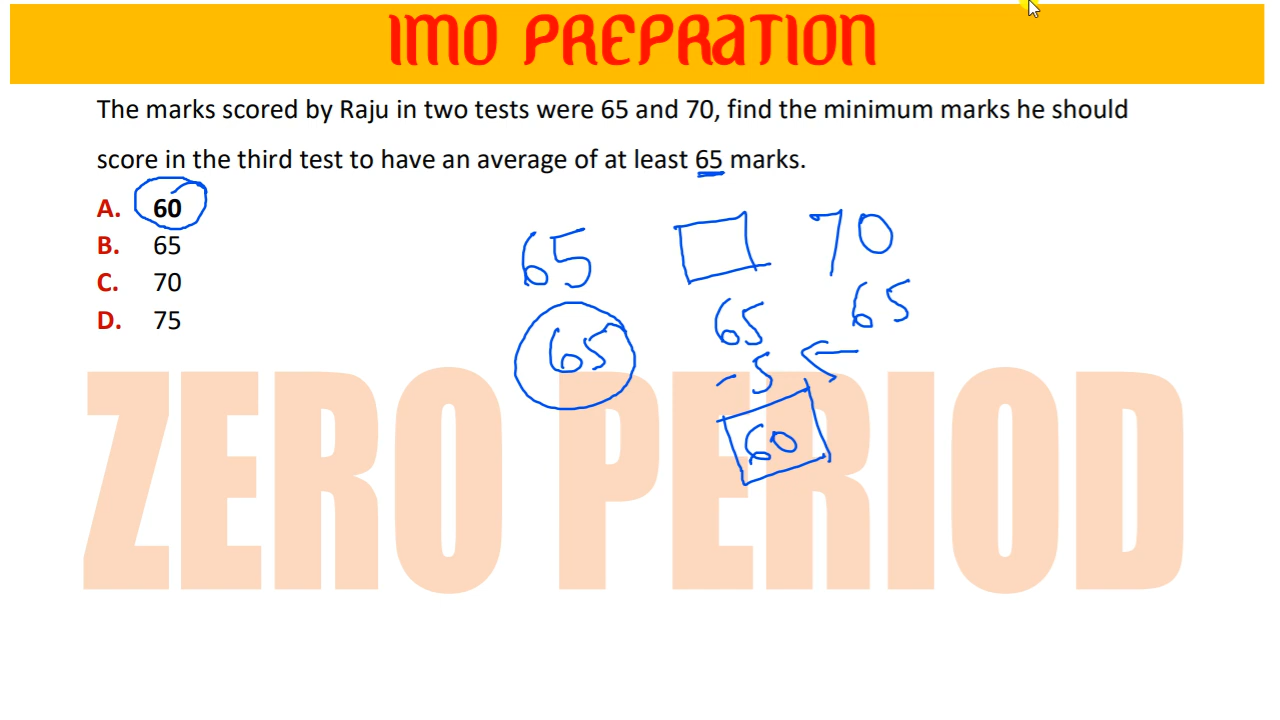 IMO PREPRATION
The marks scored by Raju in two tests were 65 and 70, find the minimum marks he should
score in the third test to have an average of at least 65 marks.
A. 60
B. 65
C. 70
D. 75
65 70
65 65 65
- 5
60
ZERO PERIOD